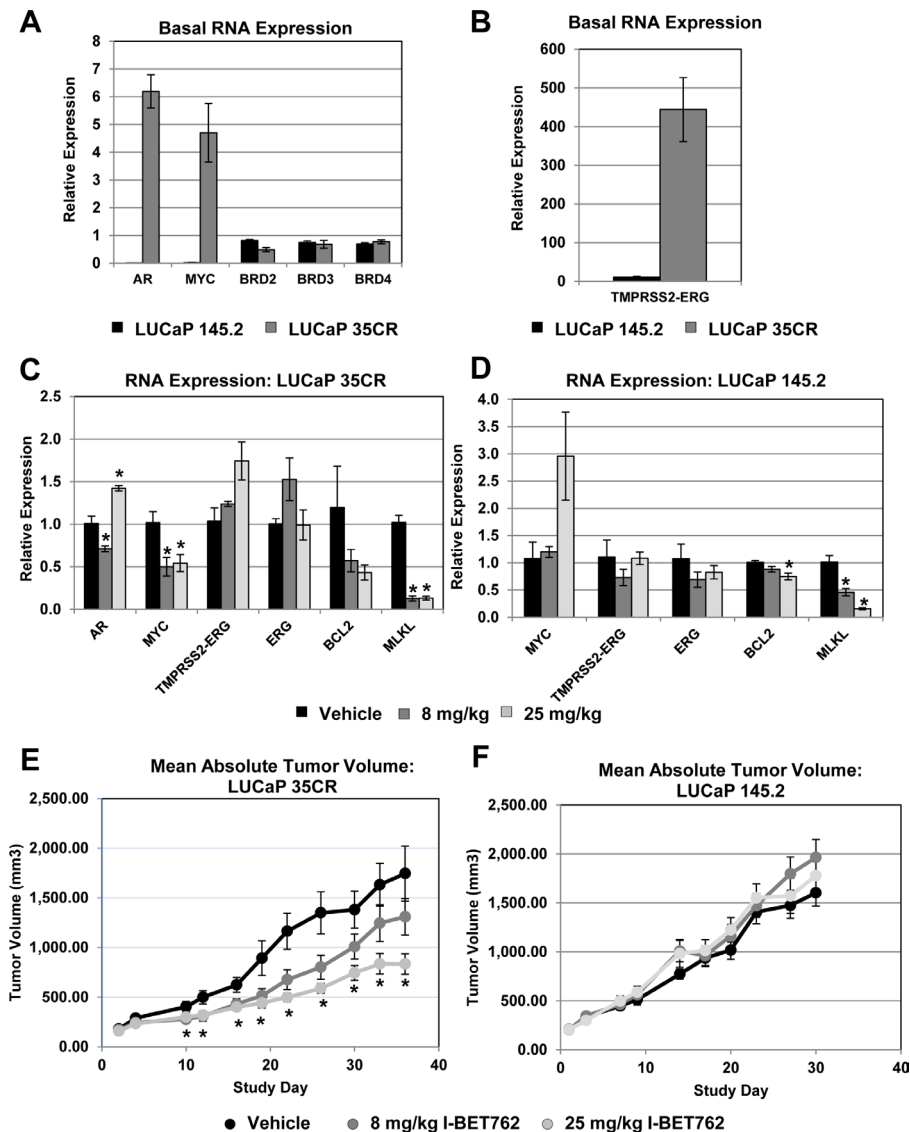 A
Basal RNA Expression
Relative Expression
8
7
6
5
4
3
2
1
0
AR MYC BRD2 BRD3 BRD4
LUCaP 145.2 LUCaP 35CR
B
Basal RNA Expression
Relative Expression
600
500
400
300
200
100
0
TMPRSS2-ERG
LUCaP 145.2 LUCaP 35CR
C
RNA Expression: LUCaP 35CR
Relative Expression
2.5
2.0
1.5
1.0
0.5
0.0
* * * * * *
AR MYC TMPRSS2-ERG ERG BCL2 MLKL
D
RNA Expression: LUCaP 145.2
Relative Expression
4.0
3.5
3.0
2.5
2.0
1.5
1.0
0.5
0.0
* * *
MYC TMPRSS2-ERG ERG BCL2 MLKL
Vehicle 8 mg/kg 25 mg/kg
E
Mean Absolute Tumor Volume:
LUCaP 35CR
Tumor Volume (mm3)
2,500.00
2,000.00
1,500.00
1,000.00
500.00
0.00
* * * * * * * * *
0 10 20 30 40
Study Day
F
Mean Absolute Tumor Volume:
LUCaP 145.2
Tumor Volume (mm3)
2,500.00
2,000.00
1,500.00
1,000.00
500.00
0.00
0 10 20 30 40
Study Day
Vehicle 8 mg/kg I-BET762 25 mg/kg I-BET762